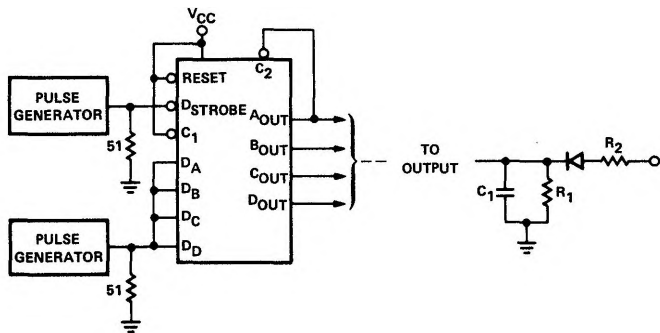 VCC
C2
RESET
PULSE
GENERATOR
DSTROBE
AOUT
R2
C1
51
BOUT
TO
OUTPUT
DA
COUT
C1
R1
DB
DOUT
DC
PULSE
GENERATOR
DD
51